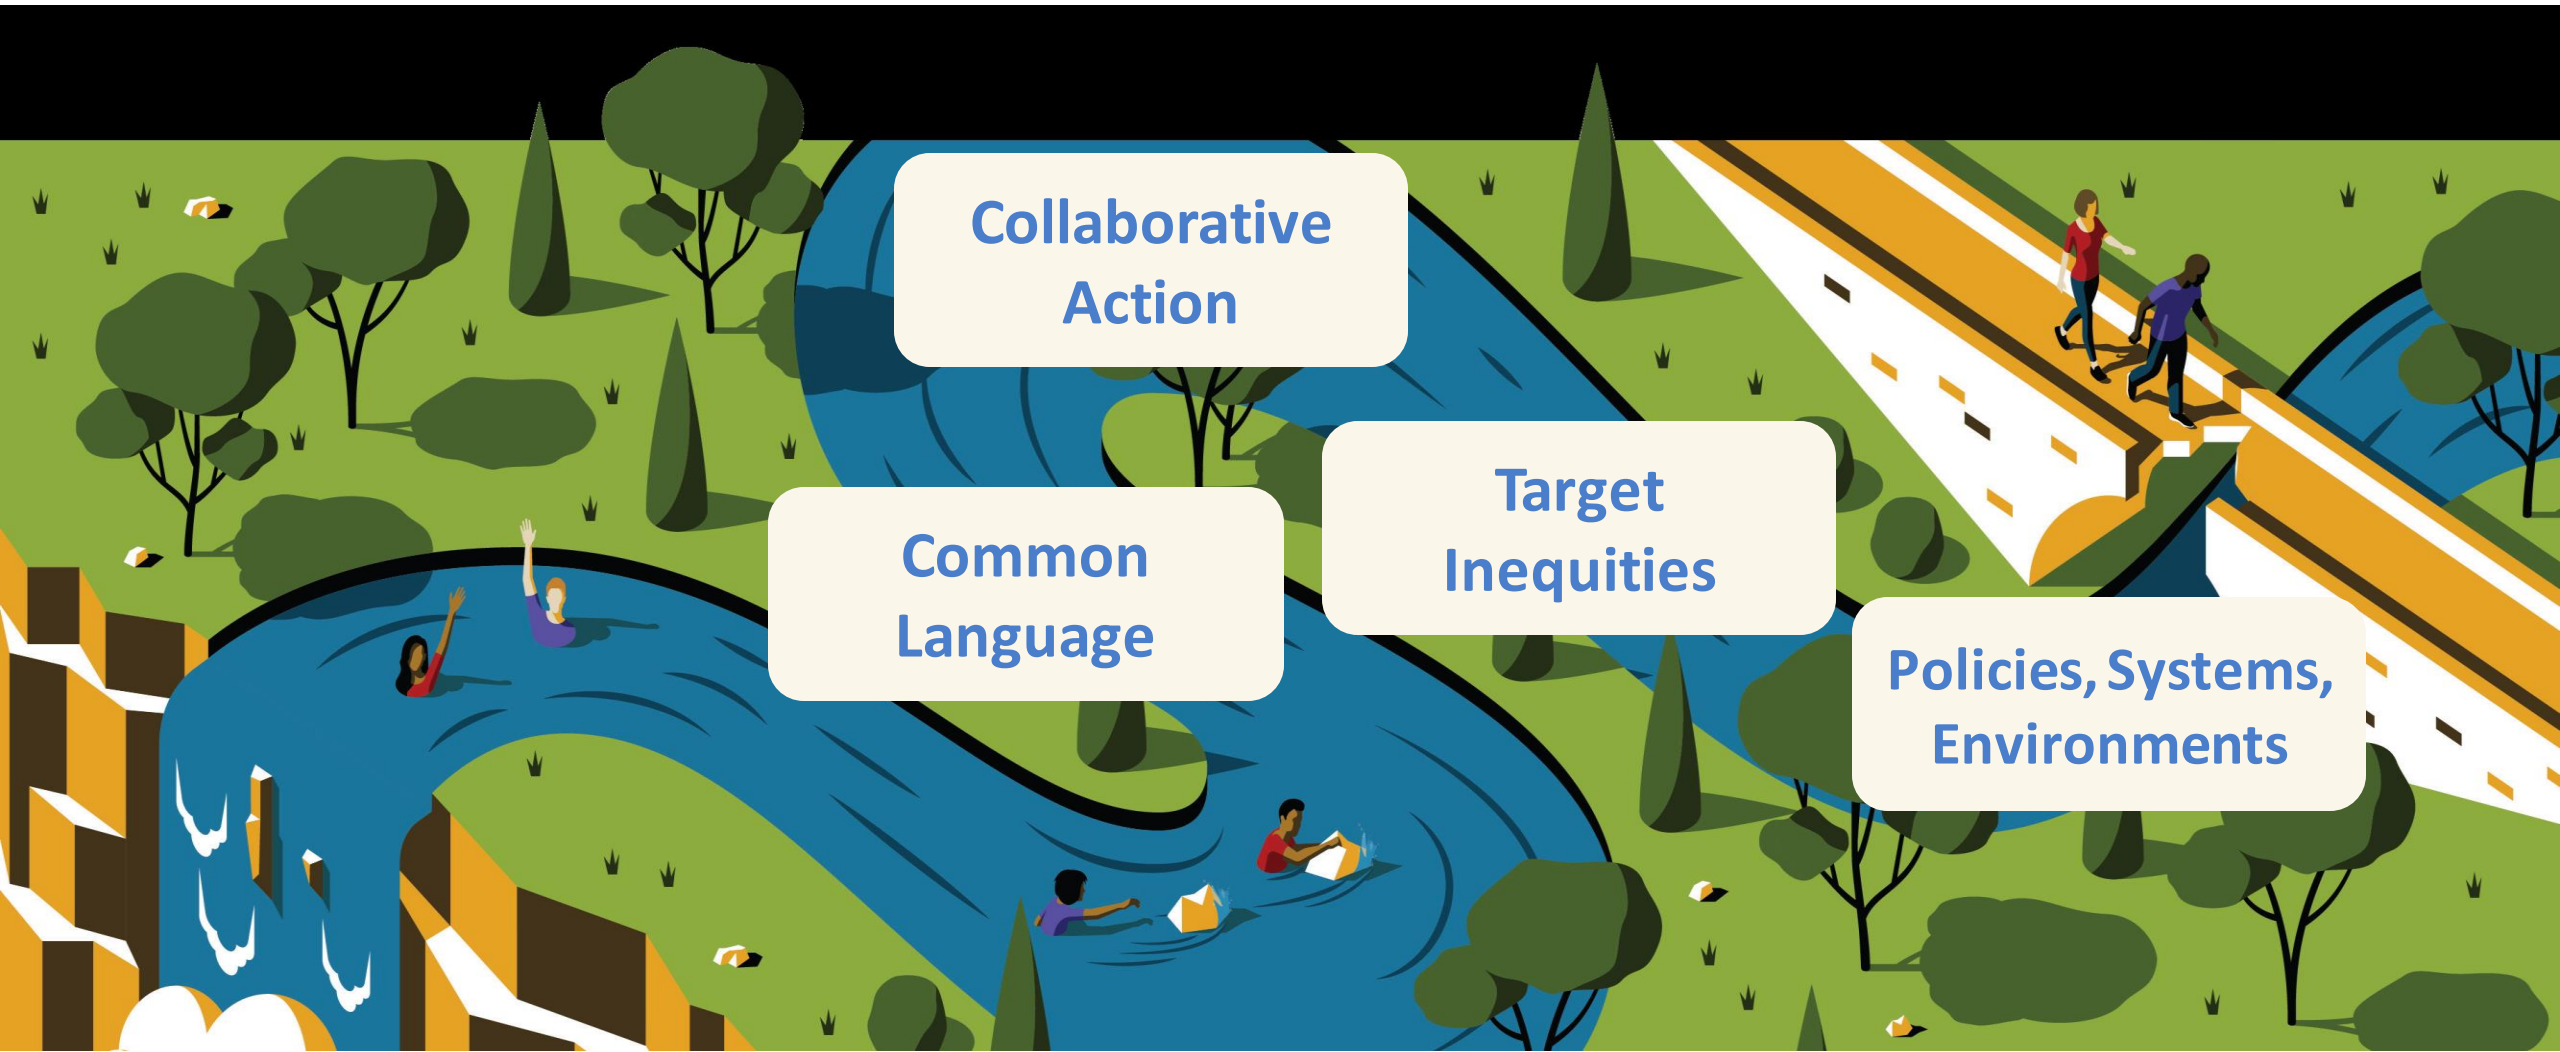 Collaborative
Action
Common
Language
Target
Inequities
Policies, Systems,
Environments